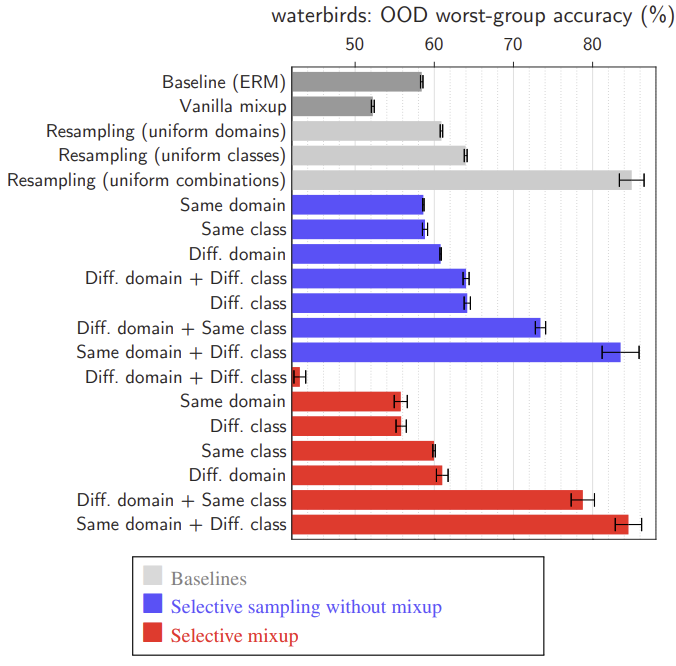 waterbirds: OOD worst-group accuracy (%)
50 60 70 80
Baseline (ERM)
Vanilla mixup
Resampling (uniform domains)
Resampling (uniform classes)
Resampling (uniform combinations)
Same domain
Same class
Diff. domain
Diff. domain + Diff. class
Diff. class
Diff. domain + Same class
Same domain + Diff. class
Diff. domain + Diff. class
Same domain
Diff. class
Same class
Diff. domain
Diff. domain + Same class
Same domain + Diff. class
Baselines
Selective sampling without mixup
Selective mixup